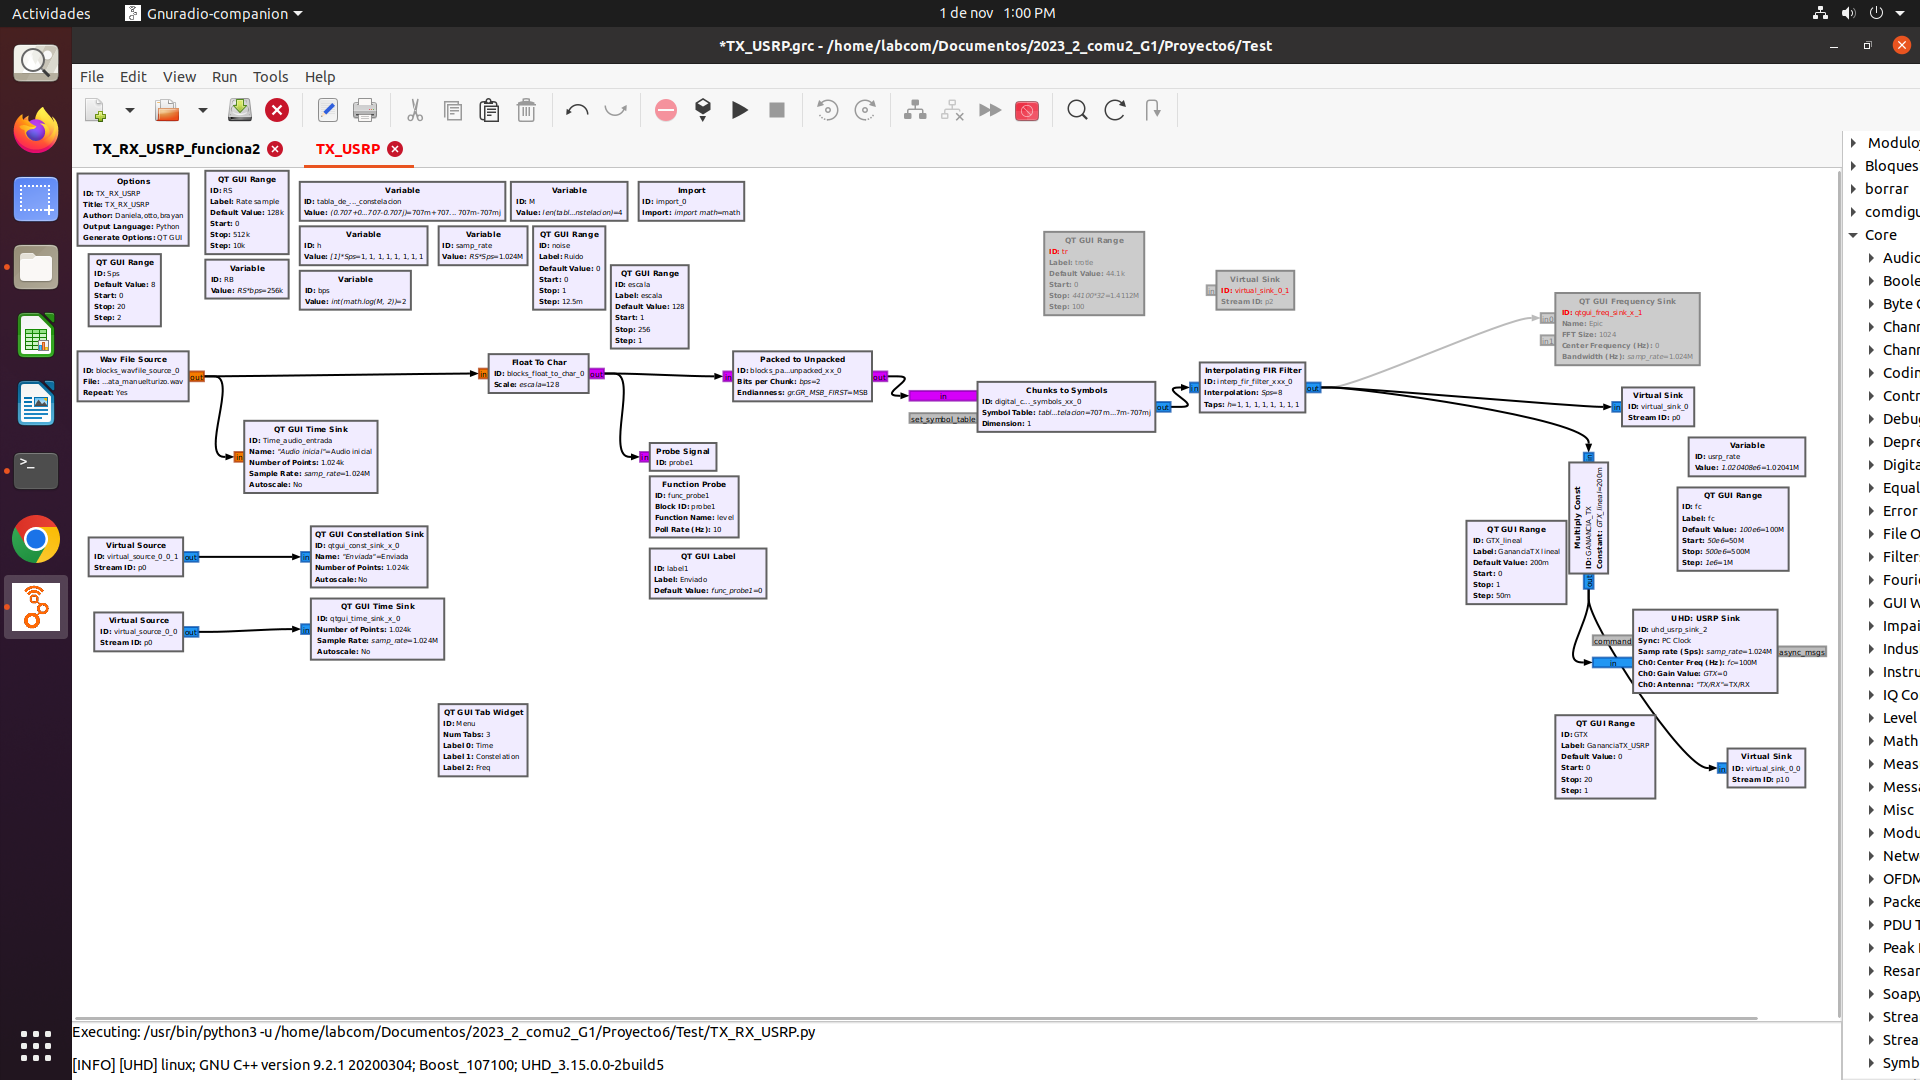 Actividades
Gnuradio-companion
1 de nov 1:00 PM
*TX_USRP.grc - /home/labcom/Documentos/2023_2_comu2_G1/Proyecto6/Test
File Edit View Run Tools Help
TX_RX_USRP_funciona2
TX_USRP
Options
ID: TX_RX_USRP
Title: TX_RX_USRP
Author: Daniela,otto,brayan
Output Language: Python
Generate Options: QT GUI
QT GUI Range
ID: RS
Label: Rate sample
Default Value: 128k
Start: 0
Stop: 512k
Step: 10k
Variable
ID: tabla_de_..._constelacion
Value: (0.707+0...707-0.707j)=707m+707... 707m-707mj
Variable
ID: M
Value: len(tabl...nstelacion)=4
Import
ID: import_0
Import: import math=math
Variable
ID: h
Value: [1]*Sps=1, 1, 1, 1, 1, 1, 1, 1
Variable
ID: samp_rate
Value: RS*Sps=1.024M
QT GUI Range
ID: noise
Label: Ruido
Default Value: 0
Start: 0
Stop: 1
Step: 12.5m
QT GUI Range
ID: Sps
Default Value: 8
Start: 0
Stop: 20
Step: 2
Variable
ID: RB
Value: RS*bps=256k
Variable
ID: bps
Value: int(math.log(M, 2))=2
QT GUI Range
ID: escala
Label: escala
Default Value: 128
Start: 1
Stop: 256
Step: 1
QT GUI Range
ID: tr
Label: trotle
Default Value: 44.1k
Start: 0
Stop: 44100*32=1.4112M
Step: 100
Virtual Sink
ID: virtual_sink_0_1
Stream ID: p2
in
QT GUI Frequency Sink
ID: qtgui_freq_sink_x_1
Name: Epic
FFT Size: 1024
Center Frequency (Hz): 0
Bandwidth (Hz): samp_rate=1.024M
in0
in1
Wav File Source
ID: blocks_wavfile_source_0
File: ...ata_manuelturizo.wav
Repeat: Yes
out
in
Float To Char
ID: blocks_float_to_char_0
Scale: escala=128
out
in
Packed to Unpacked
ID: blocks_pa...unpacked_xx_0
Bits per Chunk: bps=2
Endianness: gr.GR_MSB_FIRST=MSB
out
in
set_symbol_table
Chunks to Symbols
ID: digital_c..._symbols_xx_0
Symbol Table: tabl...telacion=707m...7m-707mj
Dimension: 1
out
in
Interpolating FIR Filter
ID: interp_fir_filter_xxx_0
Interpolation: Sps=8
Taps: h=1, 1, 1, 1, 1, 1, 1, 1
out
in
Virtual Sink
ID: virtual_sink_0
Stream ID: p0
in
QT GUI Time Sink
ID: Time_audio_entrada
Name: "Audio inicial"=Audio inicial
Number of Points: 1.024k
Sample Rate: samp_rate=1.024M
Autoscale: No
in
Probe Signal
ID: probe1
Function Probe
ID: func_probe1
Block ID: probe1
Function Name: level
Poll Rate (Hz): 10
QT GUI Label
ID: label1
Label: Enviado
Default Value: func_probe1=0
in
Multiply Const
ID: GANANCIA_TX
Constant: GTX_lineal=200m
out
Variable
ID: usrp_rate
Value: 1.020408e6=1.02041M
QT GUI Range
ID: fc
Label: fc
Default Value: 100e6=100M
Start: 50e6=50M
Stop: 500e6=500M
Step: 1e6=1M
QT GUI Range
ID: GTX_lineal
Label: GananciaTX lineal
Default Value: 200m
Start: 0
Stop: 1
Step: 50m
Virtual Source
ID: virtual_source_0_0_1
Stream ID: p0
out
in
QT GUI Constellation Sink
ID: qtgui_const_sink_x_0
Name: "Enviada"=Enviada
Number of Points: 1.024k
Autoscale: No
Virtual Source
ID: virtual_source_0_0
Stream ID: p0
out
in
QT GUI Time Sink
ID: qtgui_time_sink_x_0
Number of Points: 1.024k
Sample Rate: samp_rate=1.024M
Autoscale: No
command
in
UHD: USRP Sink
ID: uhd_usrp_sink_2
Sync: PC Clock
Samp rate (Sps): samp_rate=1.024M
Ch0: Center Freq (Hz): fc=100M
Ch0: Gain Value: GTX=0
Ch0: Antenna: "TX/RX"=TX/RX
async_msgs
QT GUI Tab Widget
ID: Menu
Num Tabs: 3
Label 0: Time
Label 1: Constelation
Label 2: Freq
QT GUI Range
ID: GTX
Label: GananciaTX_USRP
Default Value: 0
Start: 0
Stop: 20
Step: 1
in
Virtual Sink
ID: virtual_sink_0_0
Stream ID: p10
Modulo
Bloques
borrar
comdigu
Core
Audio
Boole
Byte C
Chann
Chann
Codin
Contr
Debug
Depre
Digita
Equal
Error
File O
Filter
Fourie
GUI W
Impai
Indus
Instru
IQ Co
Level
Math
Meas
Messa
Misc
Modu
Netw
OFDM
Packe
PDU T
Peak
Resar
Soapy
Strea
Strea
Symb
Executing: /usr/bin/python3 -u /home/labcom/Documentos/2023_2_comu2_G1/Proyecto6/Test/TX_RX_USRP.py
[INFO] [UHD] linux; GNU C++ version 9.2.1 20200304; Boost_107100; UHD_3.15.0.0-2build5